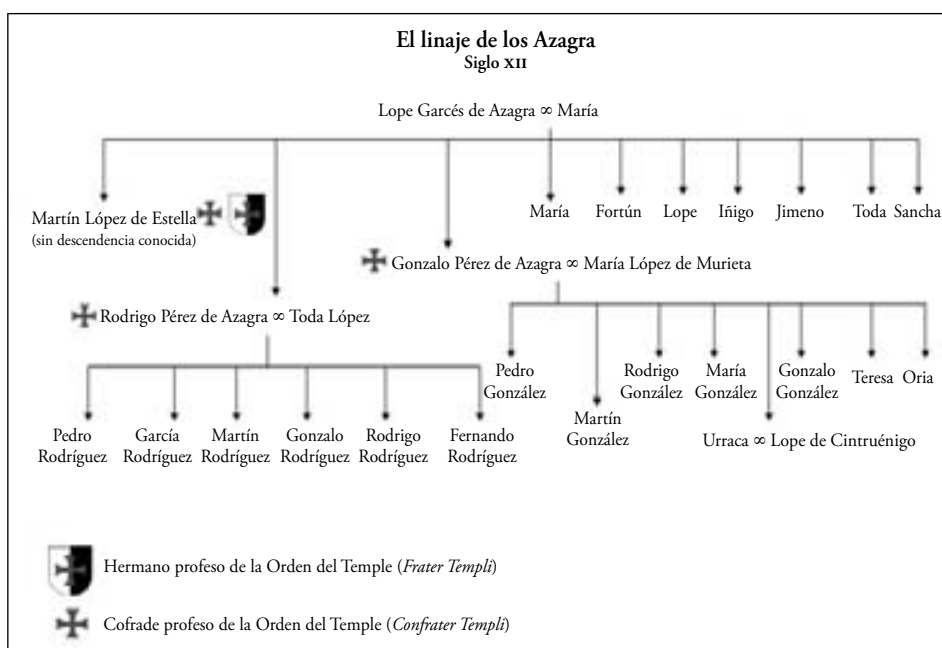 El linaje de los Azagra
Siglo XII
Lope Garcés de Azagra ∞ María
Martín López de Estella
(sin descendencia conocida)
María
Fortún
Lope
Iñigo
Jimeno
Toda
Sancha
Gonzalo Pérez de Azagra ∞ María López de Murieta
Rodrigo Pérez de Azagra ∞ Toda López
Pedro
González
Martín
González
Rodrigo
González
María
González
Urraca ∞ Lope de Cintruénigo
Gonzalo
González
Teresa
Oria
Pedro
Rodríguez
García
Rodríguez
Martín
Rodríguez
Gonzalo
Rodríguez
Rodrigo
Rodríguez
Fernando
Rodríguez
Hermano profeso de la Orden del Temple (Frater Templi)
Cofrade profeso de la Orden del Temple (Confrater Templi)